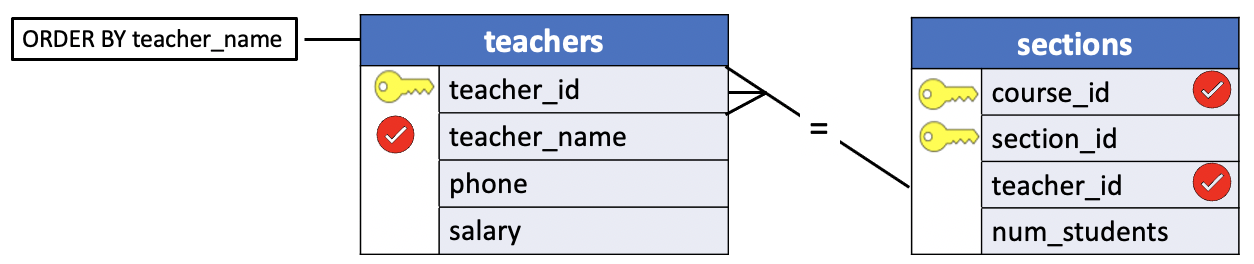 ORDER BY teacher_name
teachers
teacher_id
teacher_name
phone
salary
=
sections
course_id
section_id
teacher_id
num_students